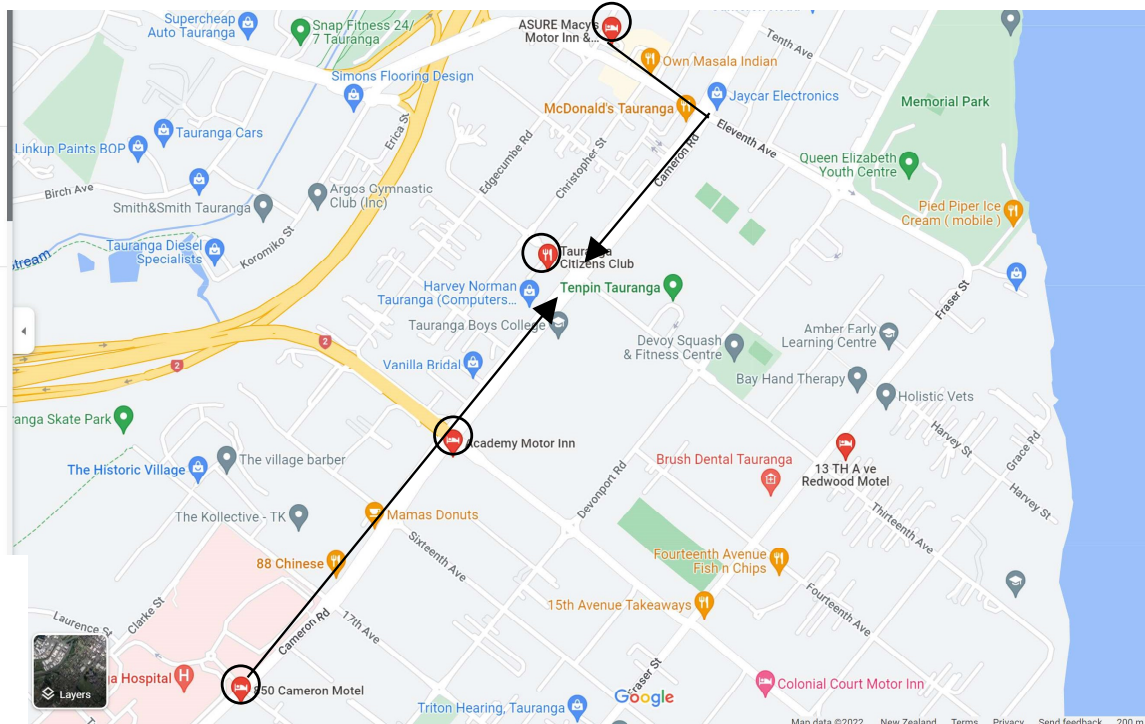 Supercheap
Auto Tauranga
Snap Fitness 24/
7 Tauranga
ASURE Macy's
Motor Inn &...
Tenth Ave
Own Masala Indian
Simons Flooring Design
McDonald's Tauranga
Jaycar Electronics
Memorial Park
Eleventh Ave
Tauranga Cars
Linkup Paints BOP
Erica St
Edgecumbe Rd
Christopher St
Cameron Rd
Queen Elizabeth
Youth Centre
Birch Ave
Smith&Smith Tauranga
Argos Gymnastic
Club (Inc)
Pied Piper Ice
Cream ( mobile )
Koromiko St
Tauranga Diesel
Specialists
Tauranga
Citizens Club
Harvey Norman
Tauranga (Computers...
Tenpin Tauranga
Fraser St
Tauranga Boys College
Devoy Squash
& Fitness Centre
Amber Early
Learning Centre
2
2
Vanilla Bridal
Bay Hand Therapy
Holistic Vets
anga Skate Park
Academy Motor Inn
Harvey St
Grace Rd
The Historic Village
The village barber
Brush Dental Tauranga
13 TH A ve
Redwood Motel
Devonport Rd
Harvey St
The Kollective - TK
Mamas Donuts
Thirteenth Ave
Sixteenth Ave
88 Chinese
Fourteenth Avenue
Fish n Chips
Fourteenth Ave
15th Avenue Takeaways
Laurence St
Clarke St
Cameron Rd
17th Ave
Layers
a Hospital
H
850 Cameron Motel
Fraser St
Google
Colonial Court Motor Inn
Triton Hearing, Tauranga
Map data ©2022 New Zealand Terms Privacy Send feedback 200 m